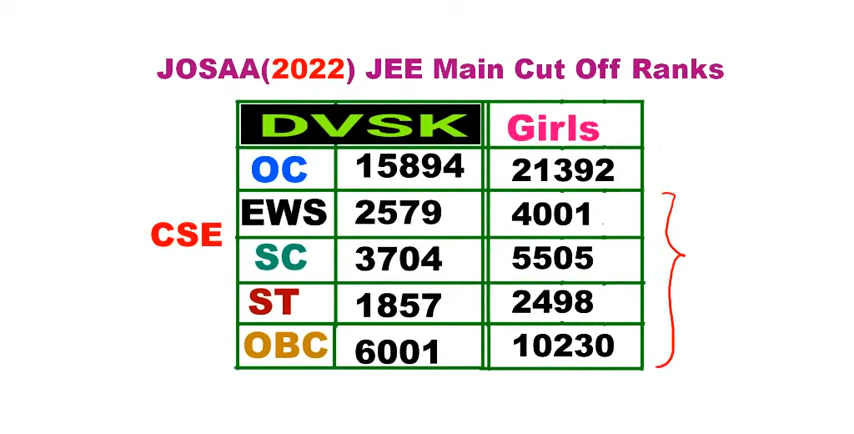 JOSAA(2022) JEE Main Cut Off Ranks
DVSK Girls
OC 15894 21392
EWS 2579 4001
CSE
SC 3704 5505
ST 1857 2498
OBC 6001 10230